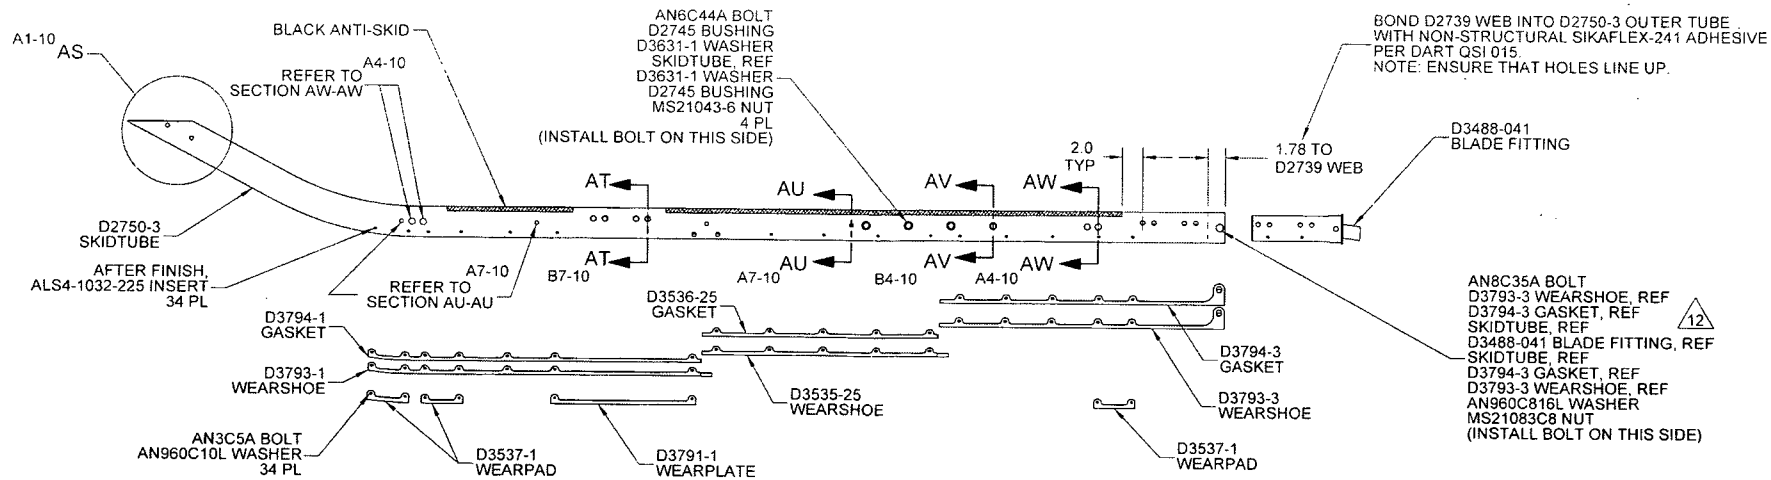 A1-10
AS
BLACK ANTI-SKID
A4-10
REFER TO
SECTION AW-AW
AN6C44A BOLT
D2745 BUSHING
D3631-1 WASHER
SKIDTUBE, REF
D3631-1 WASHER
D2745 BUSHING
MS21043-6 NUT
4 PL
(INSTALL BOLT ON THIS SIDE)
BOND D2739 WEB INTO D2750-3 OUTER TUBE
WITH NON-STRUCTURAL SIKAFLEX-241 ADHESIVE
PER DART QSI 015.
NOTE: ENSURE THAT HOLES LINE UP.
2.0
TYP
1.78 TO
D2739 WEB
D3488-041
BLADE FITTING
AT
AU
AV
AW
D2750-3
SKIDTUBE
AFTER FINISH,
ALS4-1032-225 INSERT
34 PL
REFER TO
SECTION AU-AU
A7-10
B7-10
AT
A7-10
AU
B4-10
AV
A4-10
AW
D3794-1
GASKET
D3793-1
WEARSHOE
D3536-25
GASKET
D3535-25
WEARSHOE
D3794-3
GASKET
D3793-3
WEARSHOE
AN3C5A BOLT
AN960C10L WASHER
34 PL
D3537-1
WEARPAD
D3791-1
WEARPLATE
D3537-1
WEARPAD
AN8C35A BOLT
D3793-3 WEARSHOE, REF
D3794-3 GASKET, REF
SKIDTUBE, REF
D3488-041 BLADE FITTING, REF
SKIDTUBE, REF
D3794-3 GASKET, REF
D3793-3 WEARSHOE, REF
AN960C816L WASHER
MS21083C8 NUT
(INSTALL BOLT ON THIS SIDE)
12